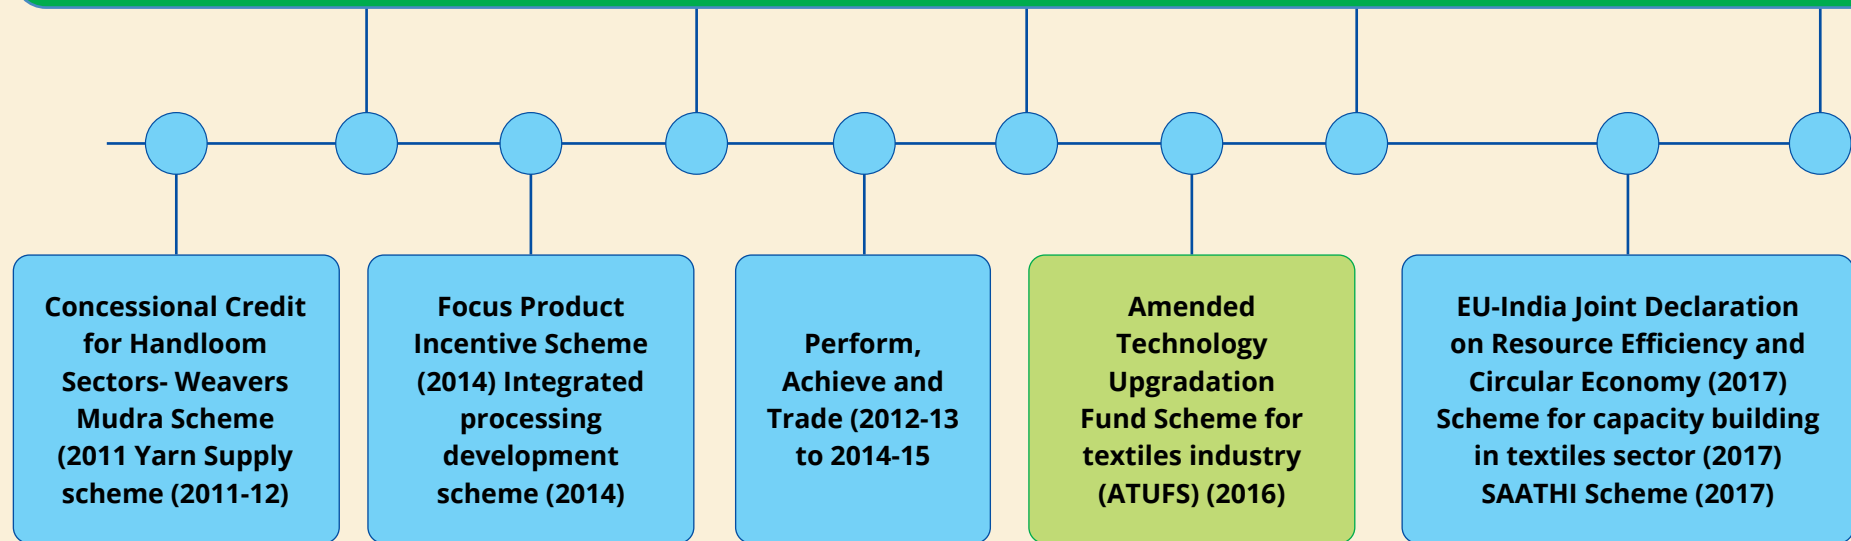 Concessional Credit
for Handloom
Sectors- Weavers
Mudra Scheme
(2011 Yarn Supply
scheme (2011-12)
Focus Product
Incentive Scheme
(2014) Integrated
processing
development
scheme (2014)
Perform,
Achieve and
Trade (2012-13
to 2014-15
Amended
Technology
Upgradation
Fund Scheme for
textiles industry
(ATUFS) (2016)
EU-India Joint Declaration
on Resource Efficiency and
Circular Economy (2017)
Scheme for capacity building
in textiles sector (2017)
SAATHI Scheme (2017)